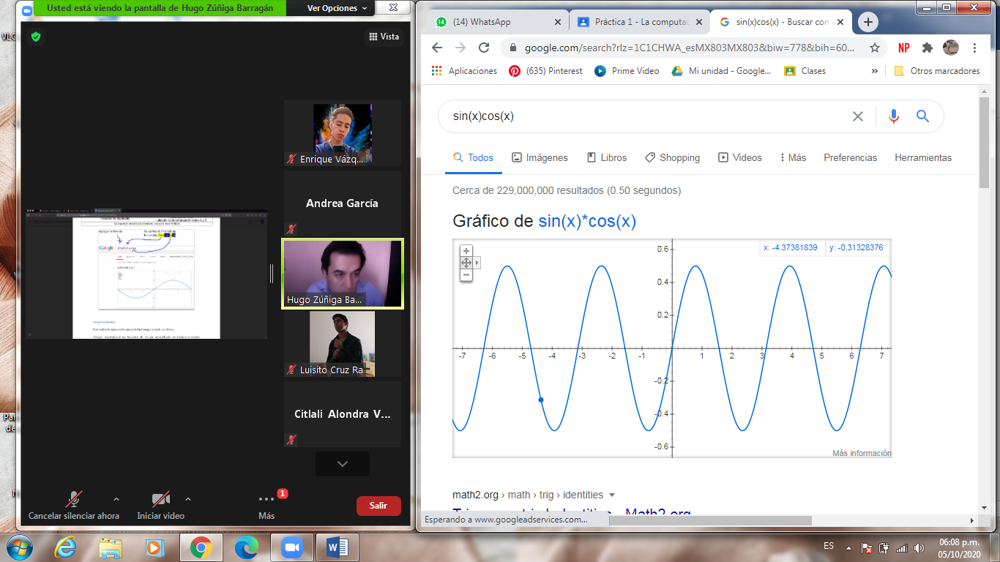 Usted está viendo la pantalla de Hugo Zúñiga Barragán
Ver Opciones
Vista
Enrique Vázq...
Andrea García
Hugo Zúñiga Ba...
Luisito Cruz Ra
Citlali Alondra V...
Cancelar silenciar ahora
Iniciar video
1
Más
Salir
(14) WhatsApp
Práctica 1 - La computac
sin(x)cos(x) - Buscar con
google.com/search?rlz=1C1CHWA_esMX803MX803&biw=778&bih=60...
NP
Aplicaciones
(635) Pinterest
Prime Video
Mi unidad - Google...
Clases
»
Otros marcadores
sin(x)cos(x)
Todos
Imágenes
Libros
Shopping
Videos
Más
Preferencias
Herramientas
Cerca de 229,000,000 resultados (0.50 segundos)
Gráfico de sin(x)*cos(x)
x: -4.37381839
y: -0.31328376
0.6
0.4
0.2
-7 -6 -5 -4 -3 -2 -1 1 2 3 4 5 6 7
-0.2
-0.4
-0.6
Más información
math2.org › math › trig › identities
Esperando a www.googleadservices.com...
ES
06:08 p.m.
05/10/2020